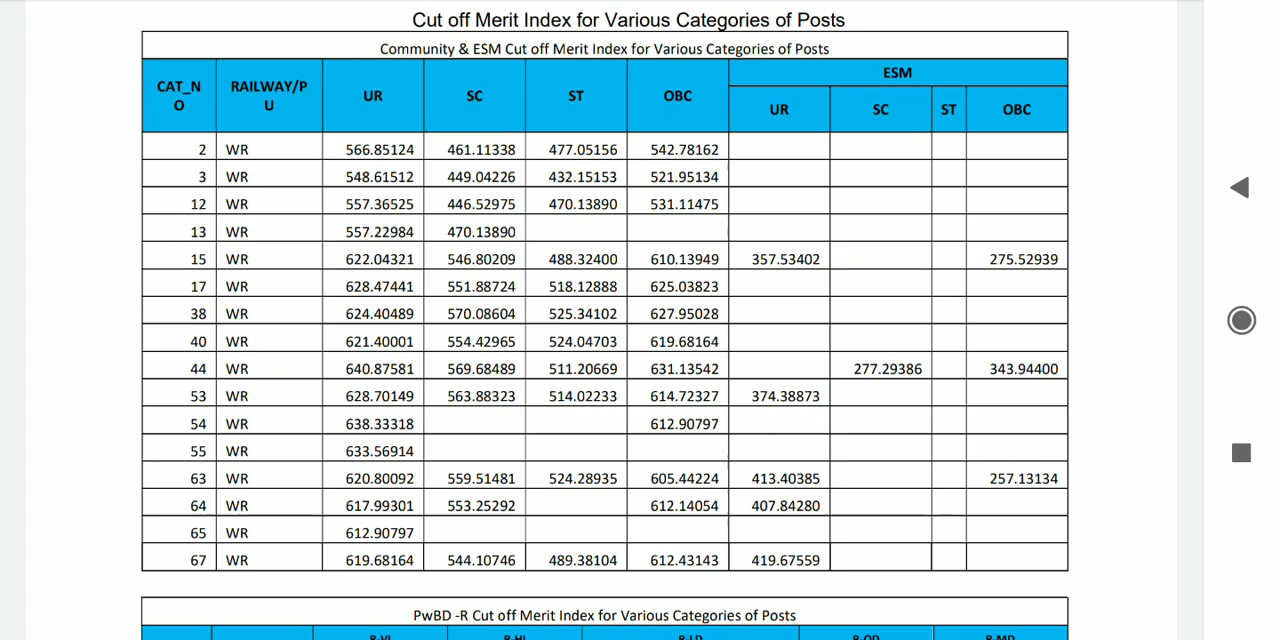 Cut off Merit Index for Various Categories of Posts
Community & ESM Cut off Merit Index for Various Categories of Posts
CAT_NO RAILWAY/PU UR SC ST OBC ESM
UR SC ST OBC
2 WR 566.85124 461.11338 477.05156 542.78162
3 WR 548.61512 449.04226 432.15153 521.95134
12 WR 557.36525 446.52975 470.13890 531.11475
13 WR 557.22984 470.13890
15 WR 622.04321 546.80209 488.32400 610.13949 357.53402 275.52939
17 WR 628.47441 551.88724 518.12888 625.03823
38 WR 624.40489 570.08604 525.34102 627.95028
40 WR 621.40001 554.42965 524.04703 619.68164
44 WR 640.87581 569.68489 511.20669 631.13542 277.29386 343.94400
53 WR 628.70149 563.88323 514.02233 614.72327 374.38873
54 WR 638.33318 612.90797
55 WR 633.56914
63 WR 620.80092 559.51481 524.28935 605.44224 413.40385 257.13134
64 WR 617.99301 553.25292 612.14054 407.84280
65 WR 612.90797
67 WR 619.68164 544.10746 489.38104 612.43143 419.67559
PwBD -R Cut off Merit Index for Various Categories of Posts
R-VI R-HI R-LD R-OD R-MD